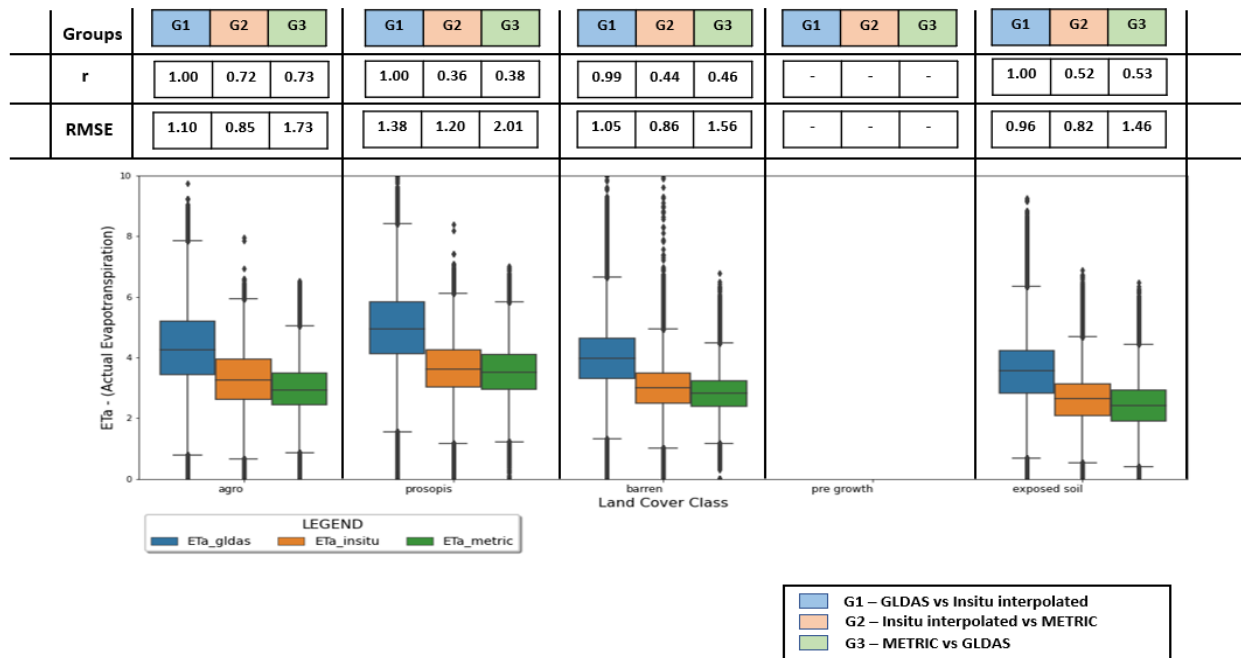 Groups G1 G2 G3 G1 G2 G3 G1 G2 G3 G1 G2 G3 G1 G2 G3
r 1.00 0.72 0.73 1.00 0.36 0.38 0.99 0.44 0.46 - - - 1.00 0.52 0.53
RMSE 1.10 0.85 1.73 1.38 1.20 2.01 1.05 0.86 1.56 - - - 0.96 0.82 1.46
ETa - (Actual Evapotranspiration)
10
8
6
4
2
0
agro prosopis barren pre growth exposed soil
Land Cover Class
LEGEND
ETa_gldas ETa_insitu ETa_metric
G1 – GLDAS vs Insitu interpolated
G2 – Insitu interpolated vs METRIC
G3 – METRIC vs GLDAS